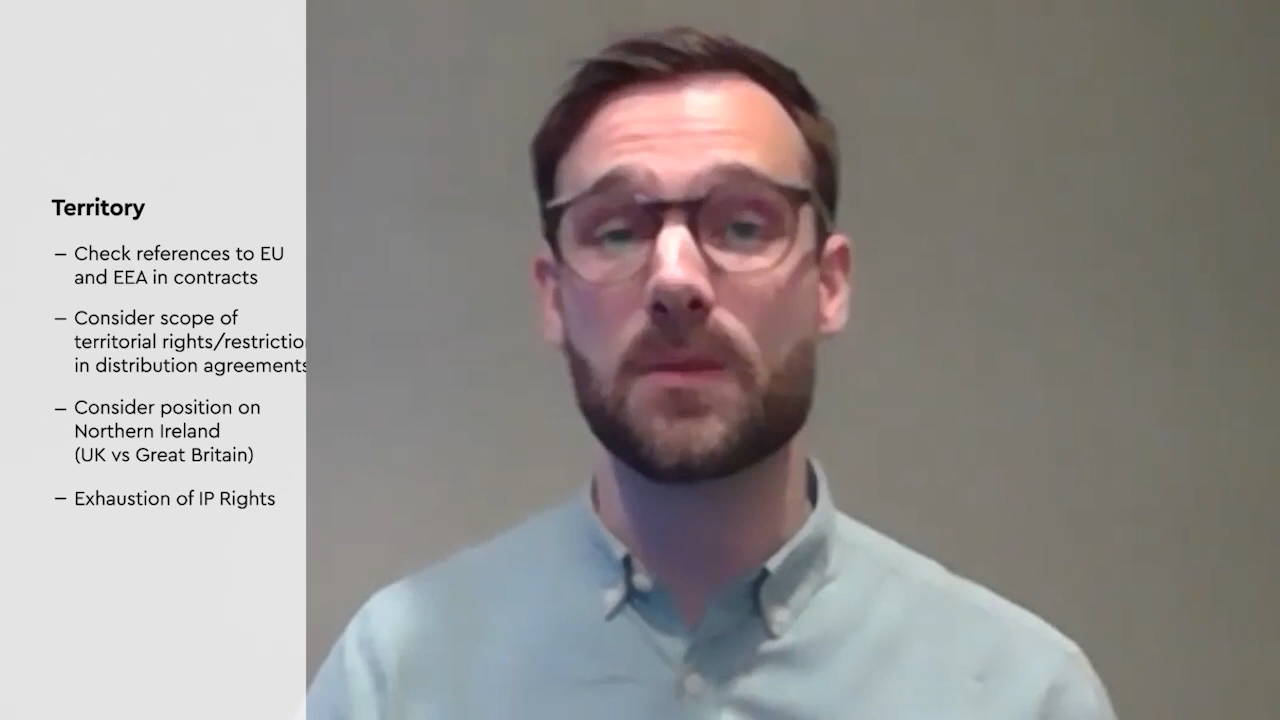 Territory
– Check references to EU
and EEA in contracts
– Consider scope of
territorial rights/restrictio
in distribution agreements
– Consider position on
Northern Ireland
(UK vs Great Britain)
– Exhaustion of IP Rights